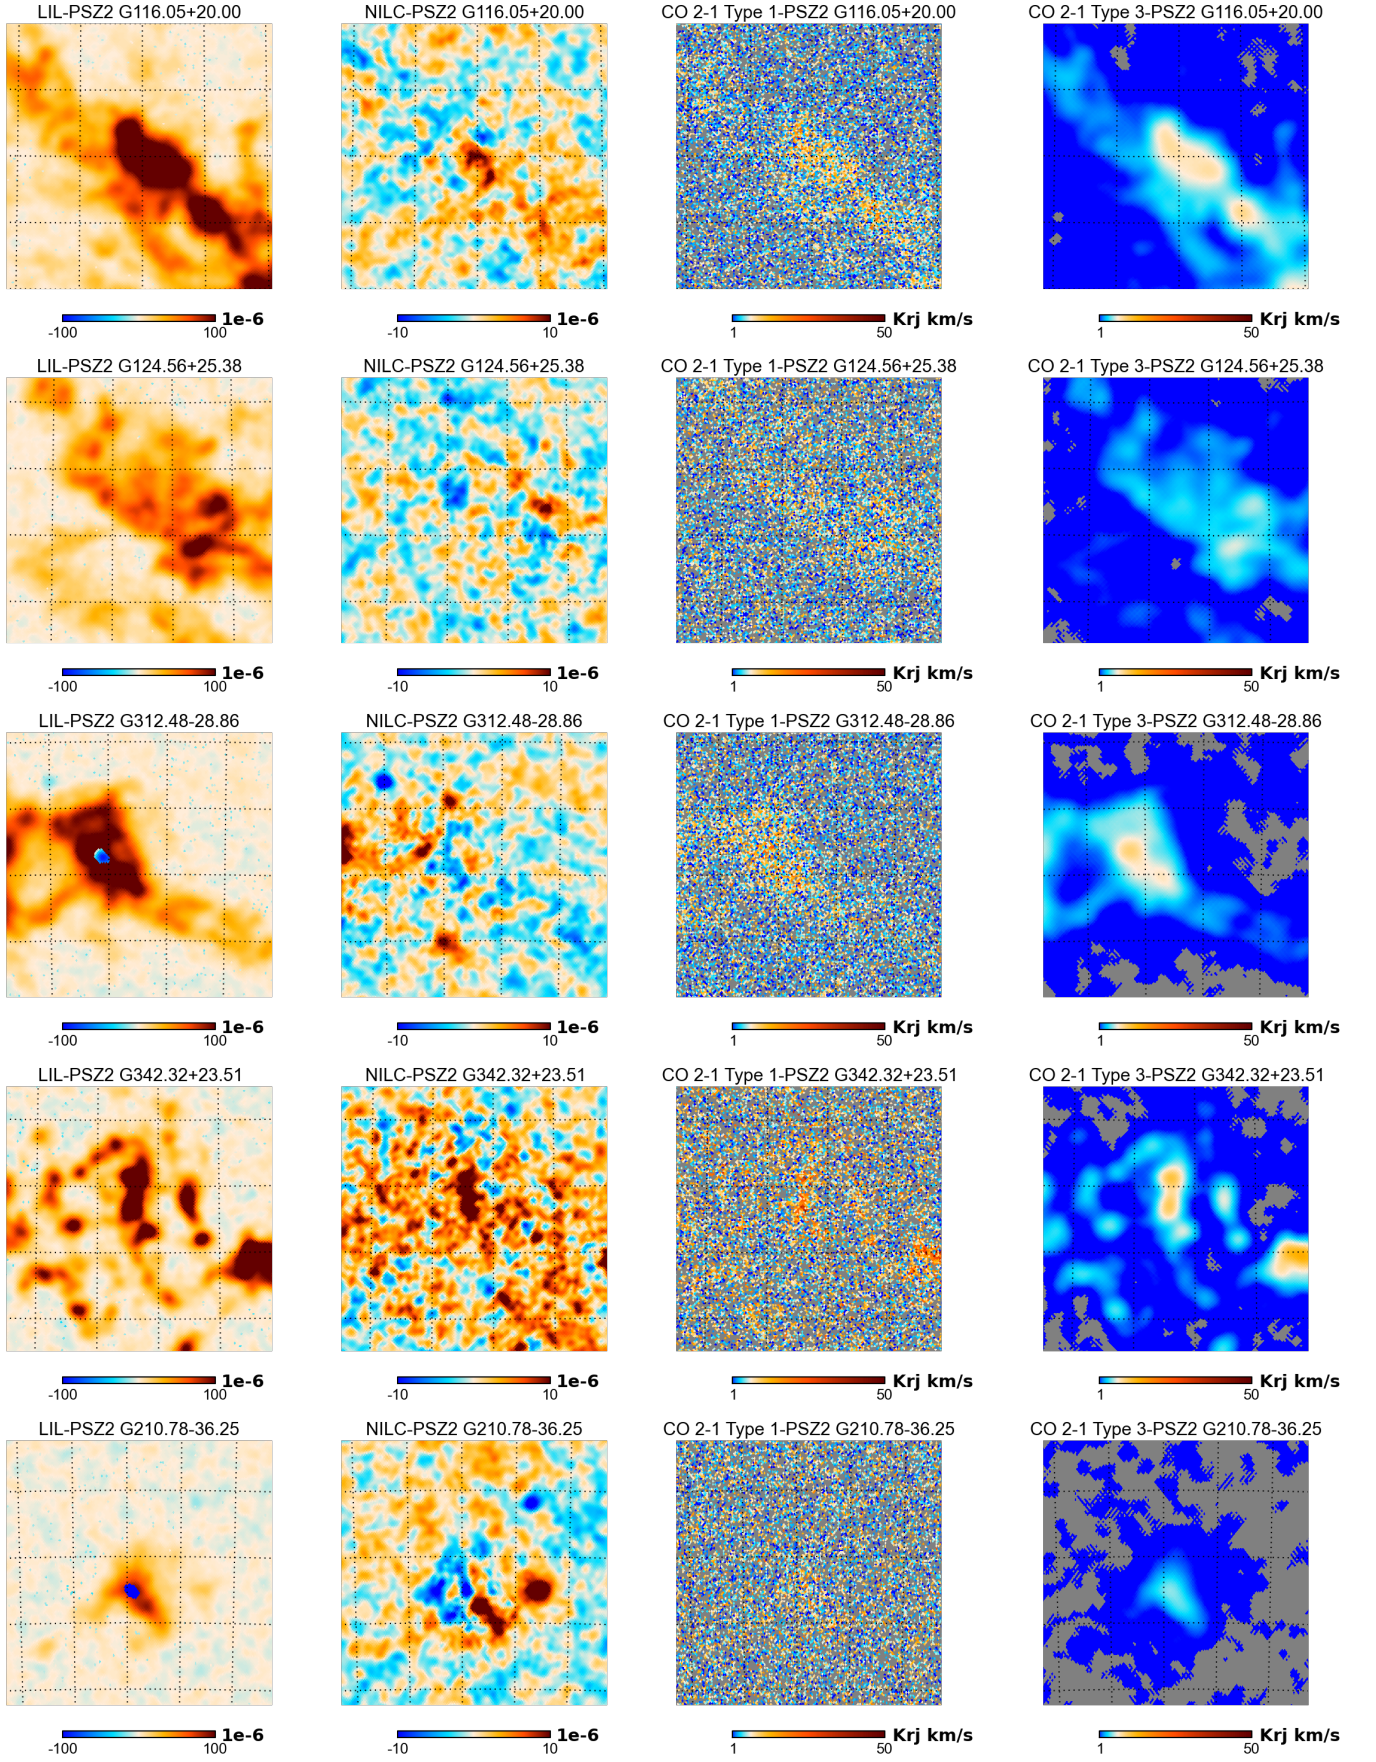 LIL-PSZ2 G116.05+20.00 NILC-PSZ2 G116.05+20.00 CO 2-1 Type 1-PSZ2 G116.05+20.00 CO 2-1 Type 3-PSZ2 G116.05+20.00
-100 100 1e-6 -10 10 1e-6 1 50 Krj km/s 1 50 Krj km/s
LIL-PSZ2 G124.56+25.38 NILC-PSZ2 G124.56+25.38 CO 2-1 Type 1-PSZ2 G124.56+25.38 CO 2-1 Type 3-PSZ2 G124.56+25.38
-100 100 1e-6 -10 10 1e-6 1 50 Krj km/s 1 50 Krj km/s
LIL-PSZ2 G312.48-28.86 NILC-PSZ2 G312.48-28.86 CO 2-1 Type 1-PSZ2 G312.48-28.86 CO 2-1 Type 3-PSZ2 G312.48-28.86
-100 100 1e-6 -10 10 1e-6 1 50 Krj km/s 1 50 Krj km/s
LIL-PSZ2 G342.32+23.51 NILC-PSZ2 G342.32+23.51 CO 2-1 Type 1-PSZ2 G342.32+23.51 CO 2-1 Type 3-PSZ2 G342.32+23.51
-100 100 1e-6 -10 10 1e-6 1 50 Krj km/s 1 50 Krj km/s
LIL-PSZ2 G210.78-36.25 NILC-PSZ2 G210.78-36.25 CO 2-1 Type 1-PSZ2 G210.78-36.25 CO 2-1 Type 3-PSZ2 G210.78-36.25
-100 100 1e-6 -10 10 1e-6 1 50 Krj km/s 1 50 Krj km/s